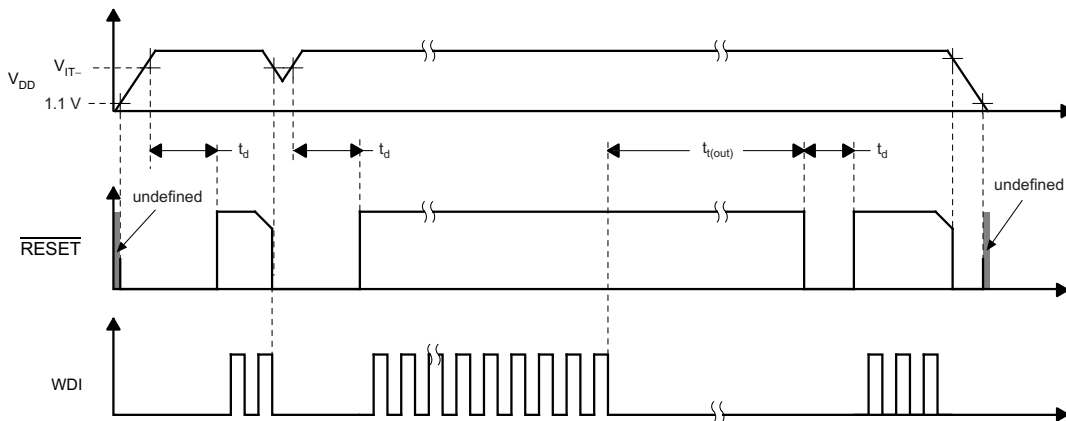 V_IT–
V_DD
1.1 V
t_d
t_d
t_t(out)
t_d
undefined
undefined
RESET
WDI